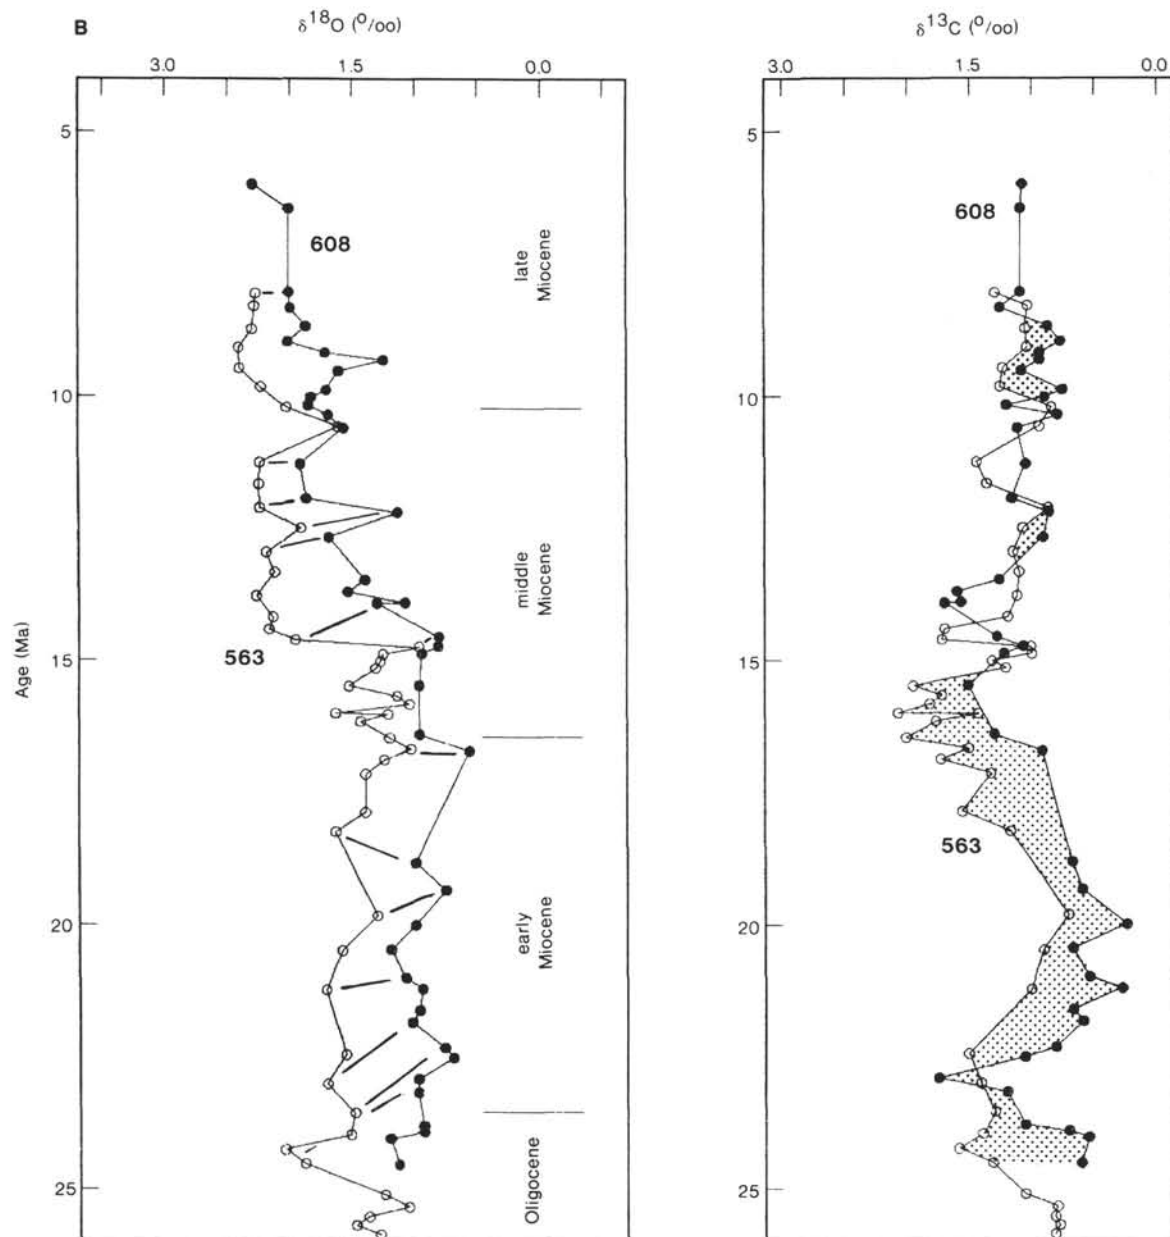 B
δ18O (o/oo)
δ13C (o/oo)
3.0 1.5 0.0
3.0 1.5 0.0
5
10
15
20
25
Age (Ma)
608
563
late
Miocene
middle
Miocene
early
Miocene
Oligocene
5
10
15
20
25
608
563